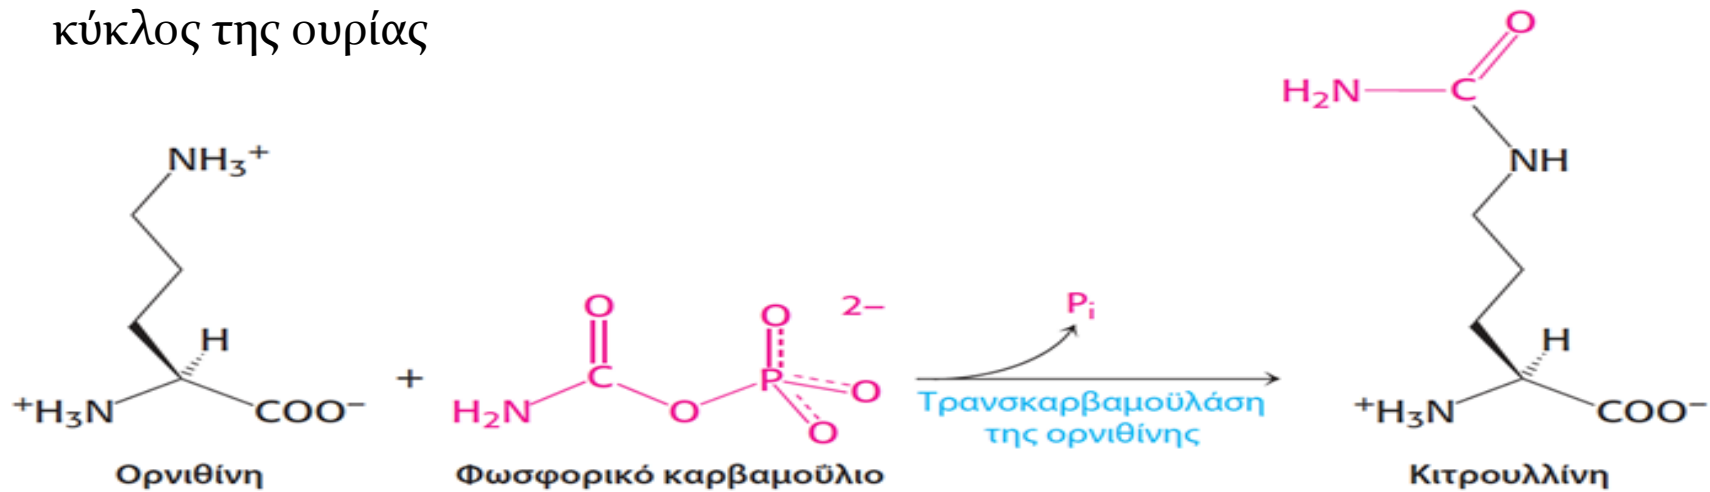 κύκλος της ουρίας
O
H₂N C
NH₃⁺ NH
O O 2– Pᵢ
H H
C P O
+
⁺H₃N COO⁻ H₂N O O Τρανσκαρβαμοϋλάση ⁺H₃N COO⁻
της ορνιθίνης
Ορνιθίνη Φωσφορικό καρβαμοΰλιο Κιτρουλλίνη